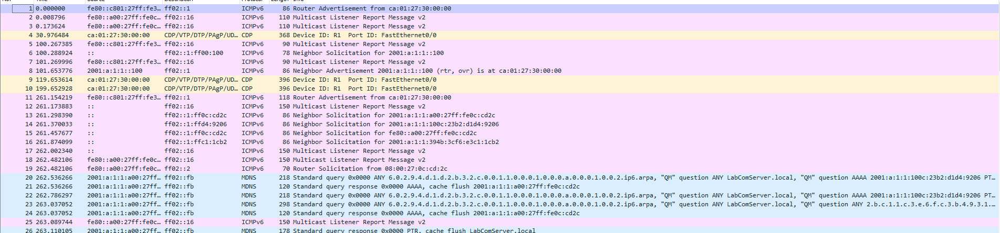 No. Time Source Destination Protocol Length Info
1 0.000000 fe80::c801:27ff:fe3… ff02::1 ICMPv6 86 Router Advertisement from ca:01:27:30:00:00
2 0.008796 fe80::a00:27ff:fe0c… ff02::16 ICMPv6 110 Multicast Listener Report Message v2
3 0.173624 fe80::a00:27ff:fe0c… ff02::16 ICMPv6 110 Multicast Listener Report Message v2
4 30.976484 ca:01:27:30:00:00 CDP/VTP/DTP/PAgP/UD… CDP 368 Device ID: R1 Port ID: FastEthernet0/0
5 100.267385 fe80::c801:27ff:fe3… ff02::16 ICMPv6 90 Multicast Listener Report Message v2
6 100.288924 :: ff02::1:ff00:100 ICMPv6 78 Neighbor Solicitation for 2001:a:1:1::100
7 101.269996 fe80::c801:27ff:fe3… ff02::16 ICMPv6 90 Multicast Listener Report Message v2
8 101.653776 2001:a:1:1::100 ff02::1 ICMPv6 86 Neighbor Advertisement 2001:a:1:1::100 (rtr, ovr) is at ca:01:27:30:00:00
9 119.653614 ca:01:27:30:00:00 CDP/VTP/DTP/PAgP/UD… CDP 396 Device ID: R1 Port ID: FastEthernet0/0
10 199.652928 ca:01:27:30:00:00 CDP/VTP/DTP/PAgP/UD… CDP 396 Device ID: R1 Port ID: FastEthernet0/0
11 261.154219 fe80::c801:27ff:fe3… ff02::1 ICMPv6 118 Router Advertisement from ca:01:27:30:00:00
12 261.173883 :: ff02::16 ICMPv6 150 Multicast Listener Report Message v2
13 261.298390 :: ff02::1:ff0c:cd2c ICMPv6 86 Neighbor Solicitation for 2001:a:1:1:a00:27ff:fe0c:cd2c
14 261.370033 :: ff02::1:ffd4:9206 ICMPv6 86 Neighbor Solicitation for 2001:a:1:1:100c:23b2:d1d4:9206
15 261.457677 :: ff02::1:ff0c:cd2c ICMPv6 86 Neighbor Solicitation for fe80::a00:27ff:fe0c:cd2c
16 261.874099 :: ff02::1:ffc1:1cb2 ICMPv6 86 Neighbor Solicitation for 2001:a:1:1:394b:3cf6:e3c1:1cb2
17 262.002340 :: ff02::16 ICMPv6 150 Multicast Listener Report Message v2
18 262.482106 fe80::a00:27ff:fe0c… ff02::16 ICMPv6 150 Multicast Listener Report Message v2
19 262.482106 fe80::a00:27ff:fe0c… ff02::2 ICMPv6 70 Router Solicitation from 08:00:27:0c:cd:2c
20 262.536266 2001:a:1:1:a00:27ff… ff02::fb MDNS 218 Standard query 0x0000 ANY 6.0.2.9.4.d.1.d.2.b.3.2.c.0.0.1.1.0.0.0.1.0.0.0.a.0.0.0.1.0.0.2.ip6.arpa, "QM" question ANY LabComServer.local, "QM" question AAAA 2001:a:1:1:100c:23b2:d1d4:9206 PT…
21 262.536266 2001:a:1:1:a00:27ff… ff02::fb MDNS 120 Standard query response 0x0000 AAAA, cache flush 2001:a:1:1:a00:27ff:fe0c:cd2c
22 262.786297 2001:a:1:1:a00:27ff… ff02::fb MDNS 218 Standard query 0x0000 ANY 6.0.2.9.4.d.1.d.2.b.3.2.c.0.0.1.1.0.0.0.1.0.0.0.a.0.0.0.1.0.0.2.ip6.arpa, "QM" question ANY LabComServer.local, "QM" question AAAA 2001:a:1:1:100c:23b2:d1d4:9206 PT…
23 263.037052 2001:a:1:1:a00:27ff… ff02::fb MDNS 298 Standard query 0x0000 ANY 6.0.2.9.4.d.1.d.2.b.3.2.c.0.0.1.1.0.0.0.1.0.0.0.a.0.0.0.1.0.0.2.ip6.arpa, "QM" question ANY LabComServer.local, "QM" question ANY 2.b.c.1.1.c.3.e.6.f.c.3.b.4.9.3.1.…
24 263.037052 2001:a:1:1:a00:27ff… ff02::fb MDNS 120 Standard query response 0x0000 AAAA, cache flush 2001:a:1:1:a00:27ff:fe0c:cd2c
25 263.089744 fe80::a00:27ff:fe0c… ff02::16 ICMPv6 150 Multicast Listener Report Message v2
26 263.110105 2001:a:1:1:a00:27ff… ff02::fb MDNS 178 Standard query response 0x0000 PTR, cache flush LabComServer.local